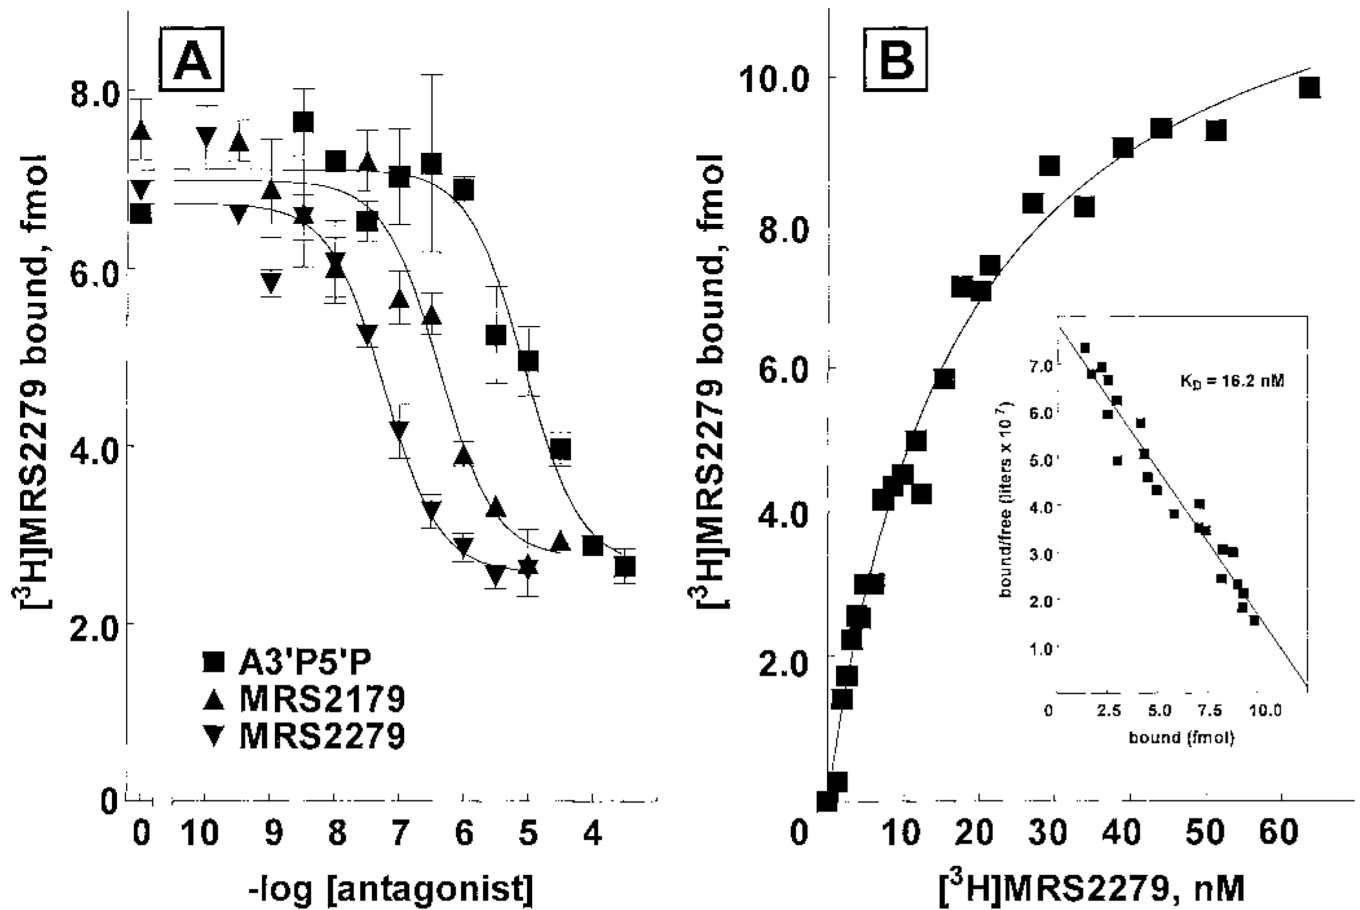 A
[³H]MRS2279 bound, fmol
8.0
6.0
4.0
2.0
0
■ A3'P5'P
▲ MRS2179
▼ MRS2279
0 10 9 8 7 6 5 4
-log [antagonist]
B
[³H]MRS2279 bound, fmol
10.0
8.0
6.0
4.0
2.0
0 10 20 30 40 50 60
[³H]MRS2279, nM
K_D = 16.2 nM
bound/free (liters x 10⁷)
7.0
6.0
5.0
4.0
3.0
2.0
1.0
0 2.5 5.0 7.5 10.0
bound (fmol)